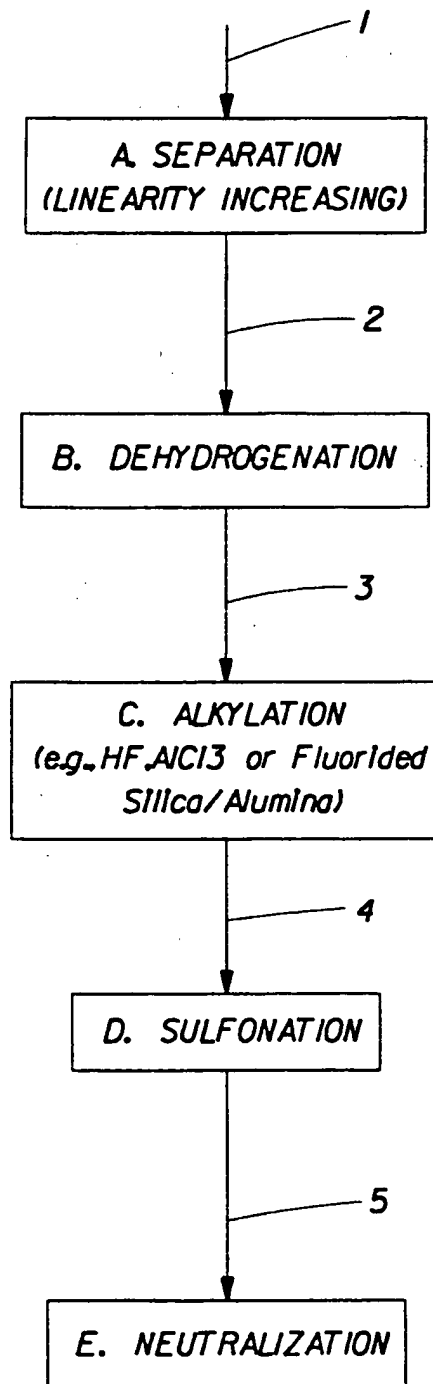 1
A. SEPARATION
(LINEARITY INCREASING)
2
B. DEHYDROGENATION
3
C. ALKYLATION
(e.g., HF, AlCl3 or Fluorided
Silica/Alumina)
4
D. SULFONATION
5
E. NEUTRALIZATION